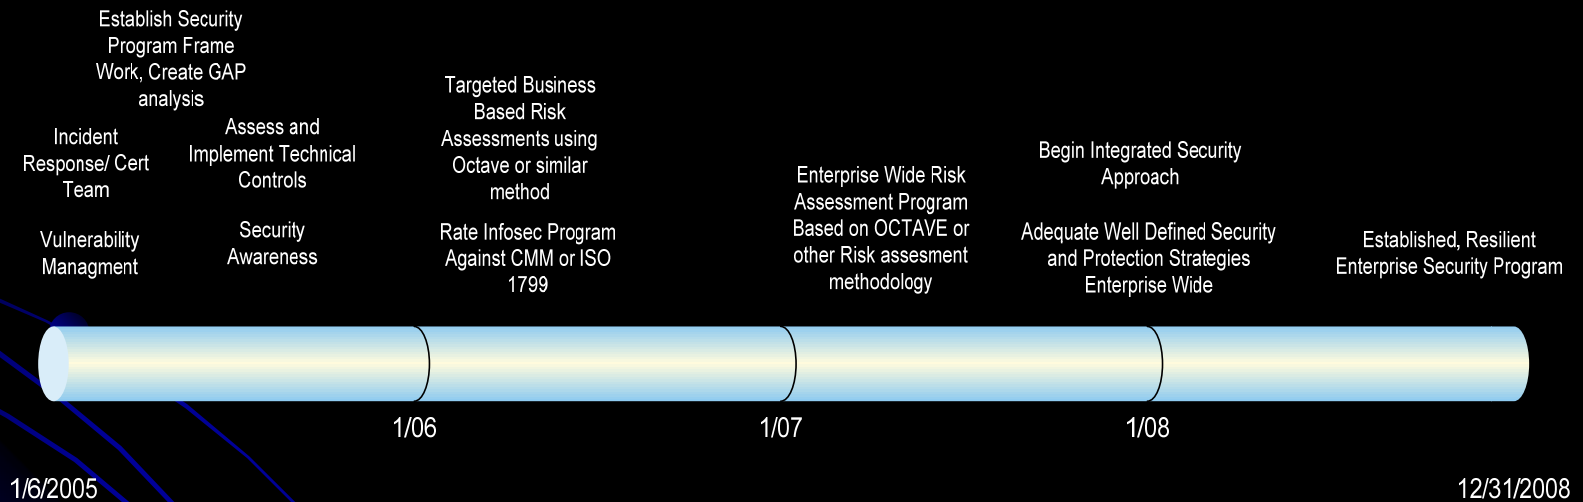 Establish Security
Program Frame
Work, Create GAP
analysis
Incident
Response/ Cert
Team
Assess and
Implement Technical
Controls
Vulnerability
Managment
Security
Awareness
Targeted Business
Based Risk
Assessments using
Octave or similar
method
Rate Infosec Program
Against CMM or ISO
1799
Enterprise Wide Risk
Assessment Program
Based on OCTAVE or
other Risk assesment
methodology
Begin Integrated Security
Approach
Adequate Well Defined Security
and Protection Strategies
Enterprise Wide
Established, Resilient
Enterprise Security Program
1/06
1/07
1/08
1/6/2005
12/31/2008